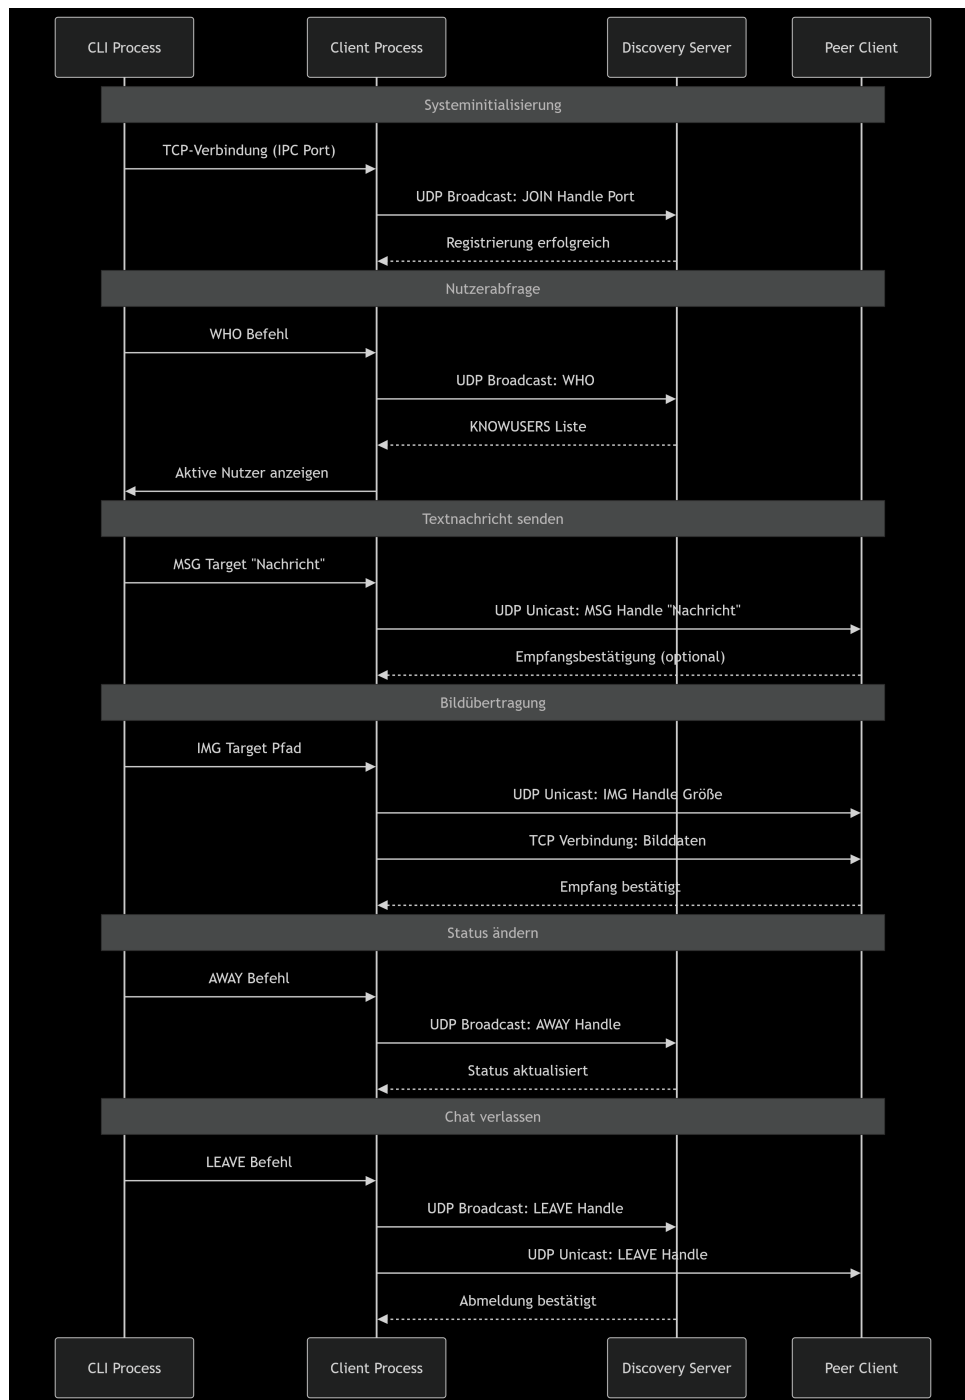 CLI Process
Client Process
Discovery Server
Peer Client
Systeminitialisierung
TCP-Verbindung (IPC Port)
UDP Broadcast: JOIN Handle Port
Registrierung erfolgreich
Nutzerabfrage
WHO Befehl
UDP Broadcast: WHO
KNOWUSERS Liste
Aktive Nutzer anzeigen
Textnachricht senden
MSG Target "Nachricht"
UDP Unicast: MSG Handle "Nachricht"
Empfangsbestätigung (optional)
Bildübertragung
IMG Target Pfad
UDP Unicast: IMG Handle Größe
TCP Verbindung: Bilddaten
Empfang bestätigt
Status ändern
AWAY Befehl
UDP Broadcast: AWAY Handle
Status aktualisiert
Chat verlassen
LEAVE Befehl
UDP Broadcast: LEAVE Handle
UDP Unicast: LEAVE Handle
Abmeldung bestätigt
CLI Process
Client Process
Discovery Server
Peer Client